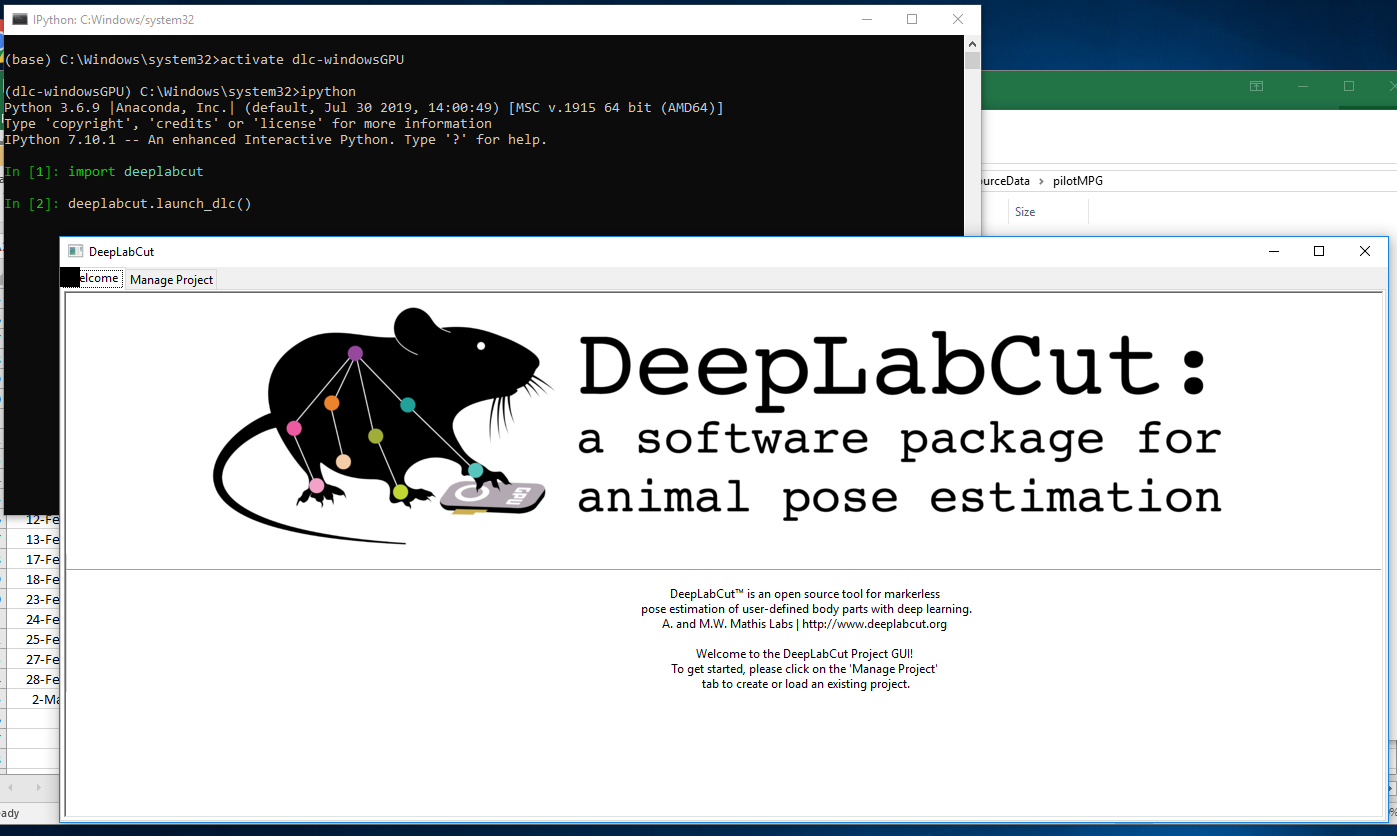 IPython: C:Windows/system32
(base) C:\Windows\system32>activate dlc-windowsGPU
(dlc-windowsGPU) C:\Windows\system32>ipython
Python 3.6.9 |Anaconda, Inc.| (default, Jul 30 2019, 14:00:49) [MSC v.1915 64 bit (AMD64)]
Type 'copyright', 'credits' or 'license' for more information
IPython 7.10.1 -- An enhanced Interactive Python. Type '?' for help.
In [1]: import deeplabcut
In [2]: deeplabcut.launch_dlc()
ourceData > pilotMPG
Size
DeepLabCut
elcome Manage Project
DeepLabCut:
a software package for
animal pose estimation
GPU
DeepLabCut™ is an open source tool for markerless
pose estimation of user-defined body parts with deep learning.
A. and M.W. Mathis Labs | http://www.deeplabcut.org
Welcome to the DeepLabCut Project GUI!
To get started, please click on the 'Manage Project'
tab to create or load an existing project.
12-Fe
13-Fe
17-Fe
18-Fe
23-Fe
24-Fe
25-Fe
27-Fe
28-Fe
2-Ma
eady